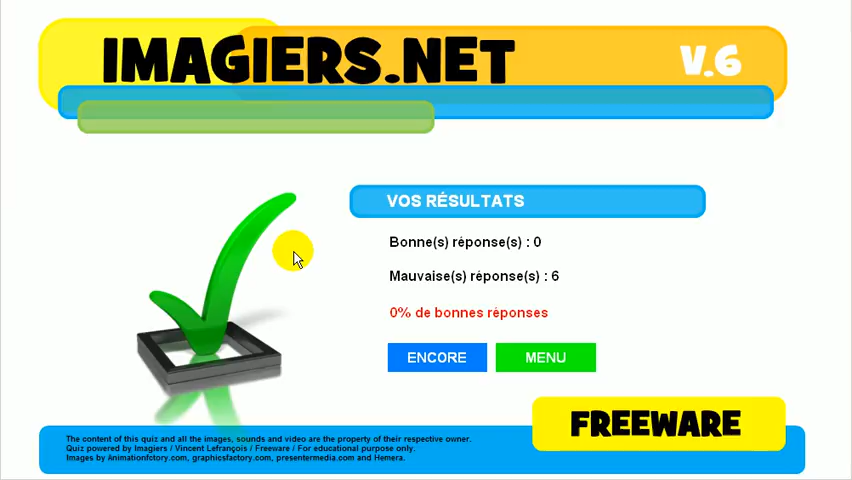 IMAGIERS.NET
V.6
VOS RÉSULTATS
Bonne(s) réponse(s) : 0
Mauvaise(s) réponse(s) : 6
0% de bonnes réponses
ENCORE
MENU
FREEWARE
The content of this quiz and all the images, sounds and video are the property of their respective owner.
Quiz powered by Imagiers / Vincent Lefrançois / Freeware / For educational purpose only.
Images by Animationfctory.com, graphicsfactory.com, presentermedia.com and Hemera.